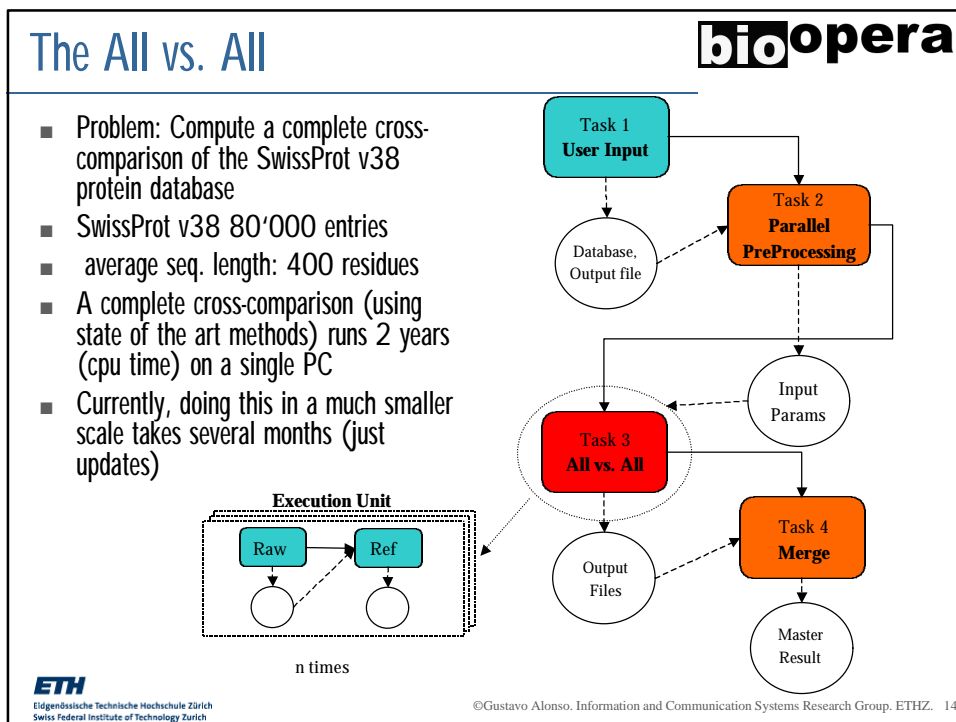 The All vs. All
bioopera
■ Problem: Compute a complete cross-
comparison of the SwissProt v38
protein database
■ SwissProt v38 80'000 entries
■ average seq. length: 400 residues
■ A complete cross-comparison (using
state of the art methods) runs 2 years
(cpu time) on a single PC
■ Currently, doing this in a much smaller
scale takes several months (just
updates)
Task 1
User Input
Task 2
Parallel
PreProcessing
Database,
Output file
Input
Params
Task 3
All vs. All
Execution Unit
Raw
Ref
n times
Output
Files
Task 4
Merge
Master
Result
ETH
Eidgenössische Technische Hochschule Zürich
Swiss Federal Institute of Technology Zurich
©Gustavo Alonso. Information and Communication Systems Research Group. ETHZ. 14